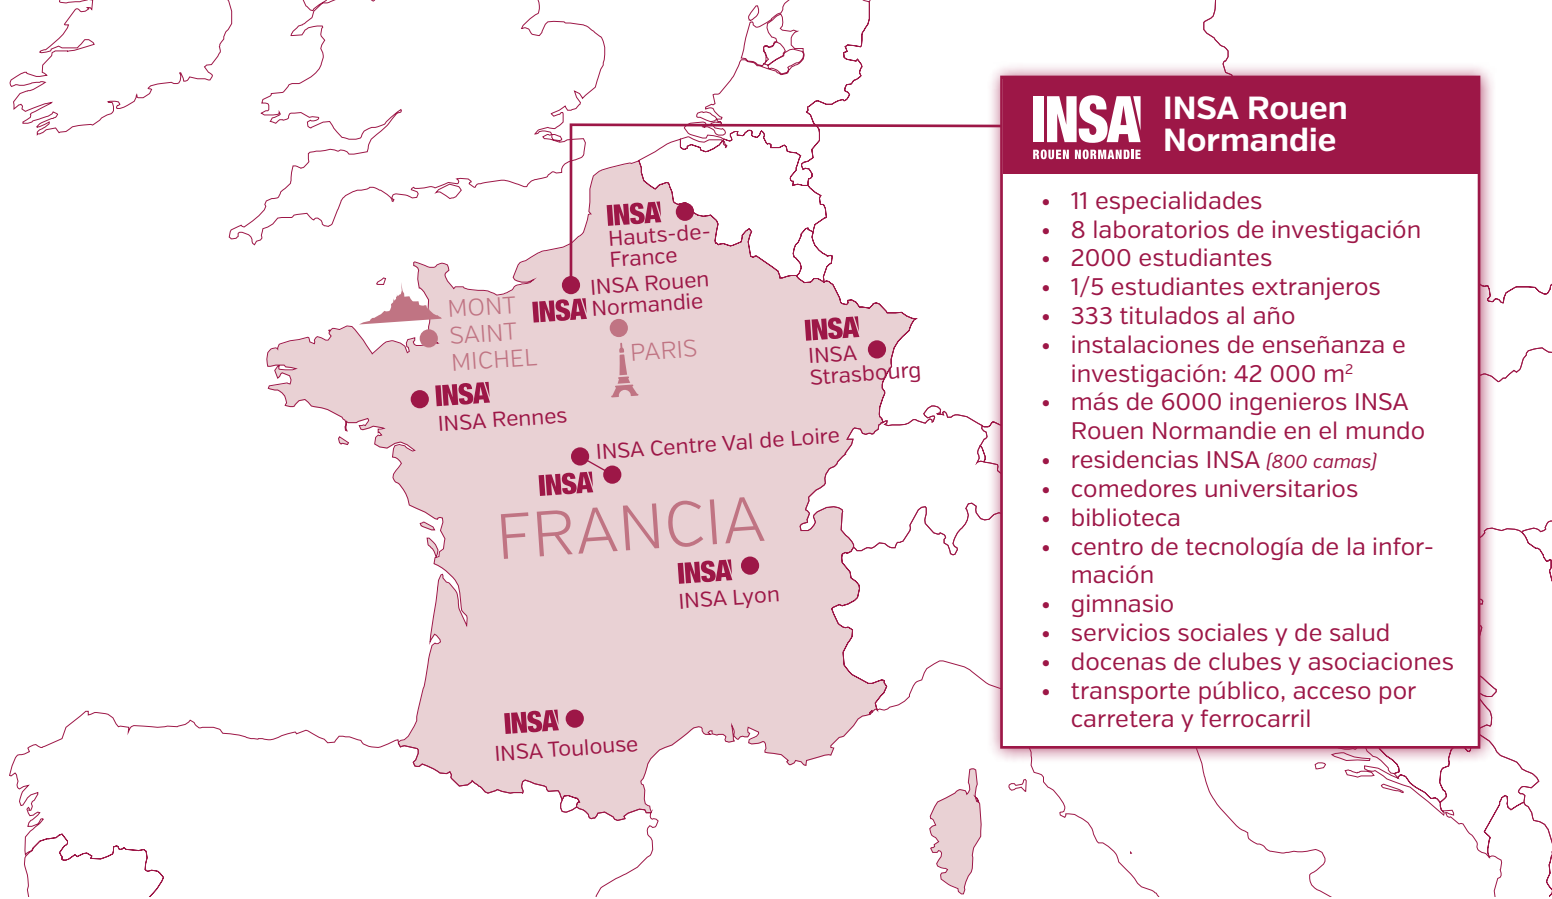 INSA
Hauts-de-
France
INSA Rouen
INSA Normandie
MONT
SAINT
MICHEL
PARIS
INSA
INSA
Strasbourg
INSA
INSA Rennes
INSA Centre Val de Loire
INSA
FRANCIA
INSA
INSA Lyon
INSA
INSA Toulouse
INSA
ROUEN NORMANDIE
INSA Rouen
Normandie
• 11 especialidades
• 8 laboratorios de investigación
• 2000 estudiantes
• 1/5 estudiantes extranjeros
• 333 titulados al año
• instalaciones de enseñanza e
investigación: 42 000 m²
• más de 6000 ingenieros INSA
Rouen Normandie en el mundo
• residencias INSA (800 camas)
• comedores universitarios
• biblioteca
• centro de tecnología de la infor-
mación
• gimnasio
• servicios sociales y de salud
• docenas de clubes y asociaciones
• transporte público, acceso por
carretera y ferrocarril